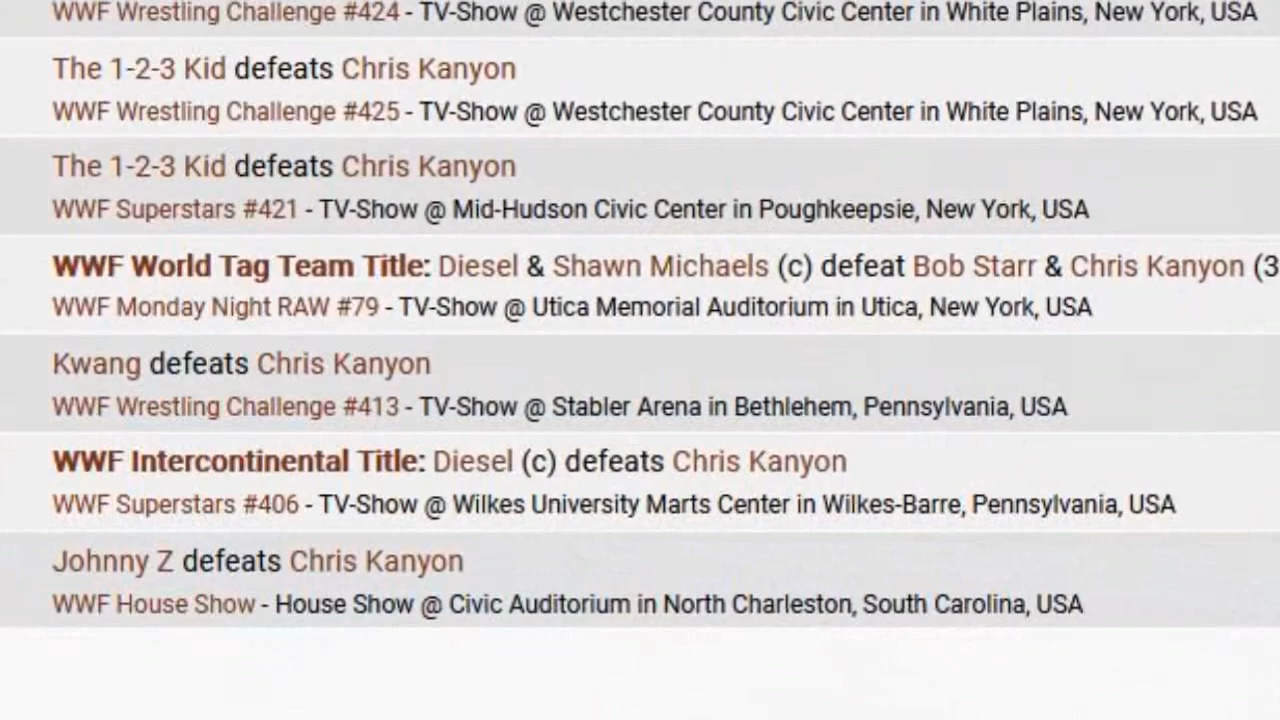 WWF Wrestling Challenge #424 - TV-Show @ Westchester County Civic Center in White Plains, New York, USA
The 1-2-3 Kid defeats Chris Kanyon
WWF Wrestling Challenge #425 - TV-Show @ Westchester County Civic Center in White Plains, New York, USA
The 1-2-3 Kid defeats Chris Kanyon
WWF Superstars #421 - TV-Show @ Mid-Hudson Civic Center in Poughkeepsie, New York, USA
WWF World Tag Team Title: Diesel & Shawn Michaels (c) defeat Bob Starr & Chris Kanyon (3
WWF Monday Night RAW #79 - TV-Show @ Utica Memorial Auditorium in Utica, New York, USA
Kwang defeats Chris Kanyon
WWF Wrestling Challenge #413 - TV-Show @ Stabler Arena in Bethlehem, Pennsylvania, USA
WWF Intercontinental Title: Diesel (c) defeats Chris Kanyon
WWF Superstars #406 - TV-Show @ Wilkes University Marts Center in Wilkes-Barre, Pennsylvania, USA
Johnny Z defeats Chris Kanyon
WWF House Show - House Show @ Civic Auditorium in North Charleston, South Carolina, USA